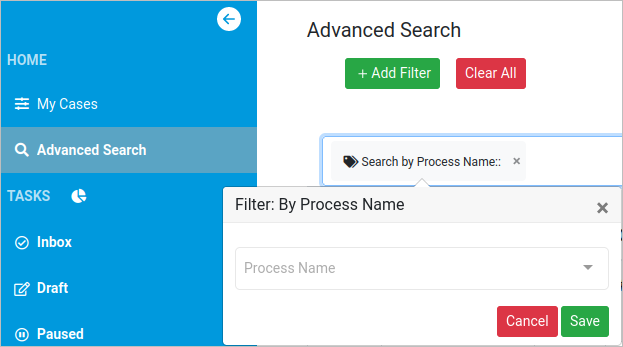 HOME
My Cases
Advanced Search
TASKS
Inbox
Draft
Paused
Advanced Search
+ Add Filter
Clear All
Search by Process Name:: ×
Filter: By Process Name ×
Process Name
Cancel
Save